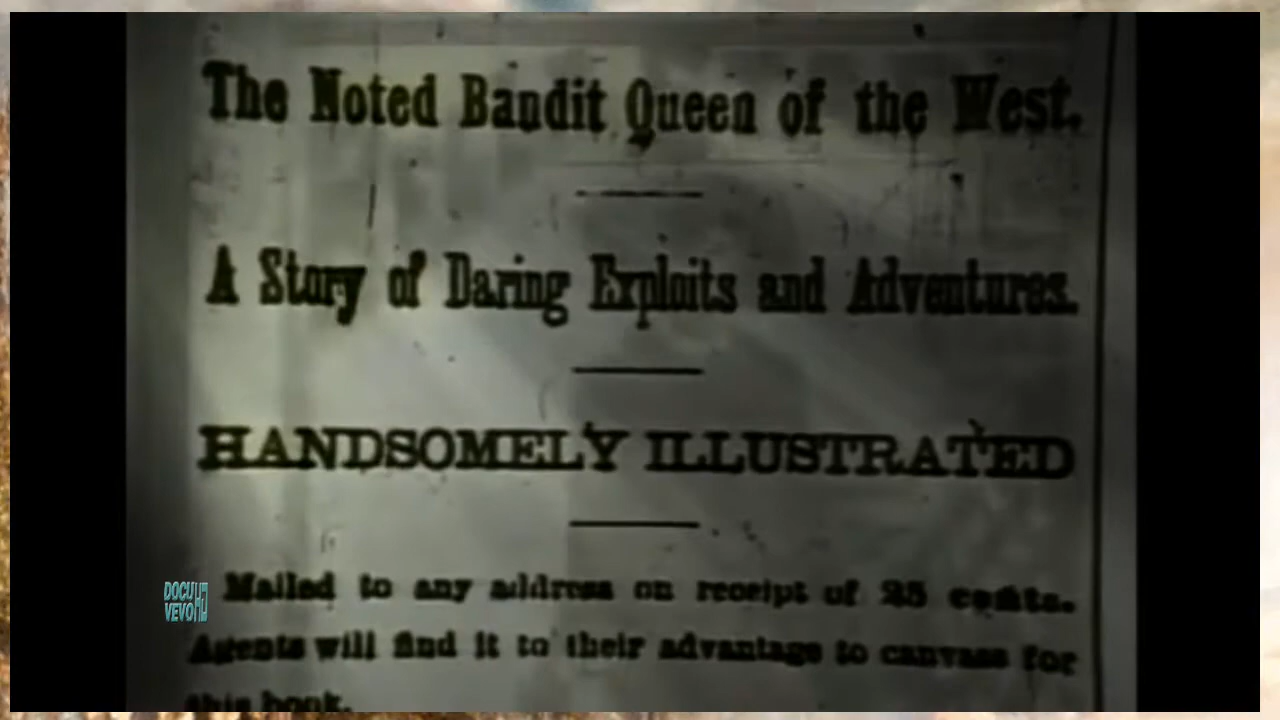 The Noted Bandit Queen of the West.
A Story of Daring Exploits and Adventures.
HANDSOMELY ILLUSTRATED
Mailed to any address on receipt of 25 cents.
Agents will find it to their advantage to canvass for
this book.
DOCU
VEVO